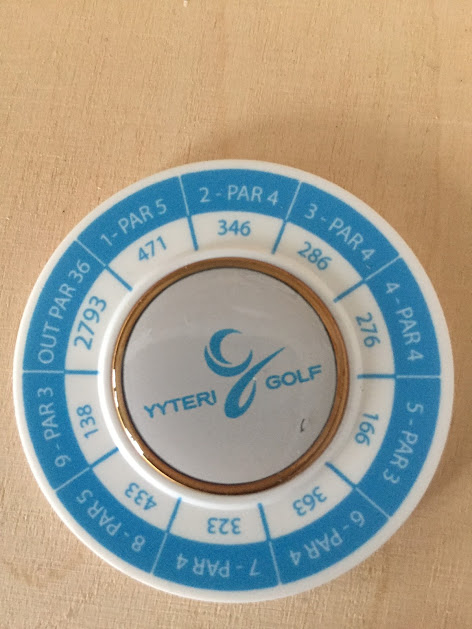 1 - PAR 5
471
2 - PAR 4
346
3 - PAR 4
286
4 - PAR 4
276
5 - PAR 3
166
6 - PAR 4
363
7 - PAR 4
323
8 - PAR 5
433
9 - PAR 3
138
OUT PAR 36
2793
YYTERI GOLF